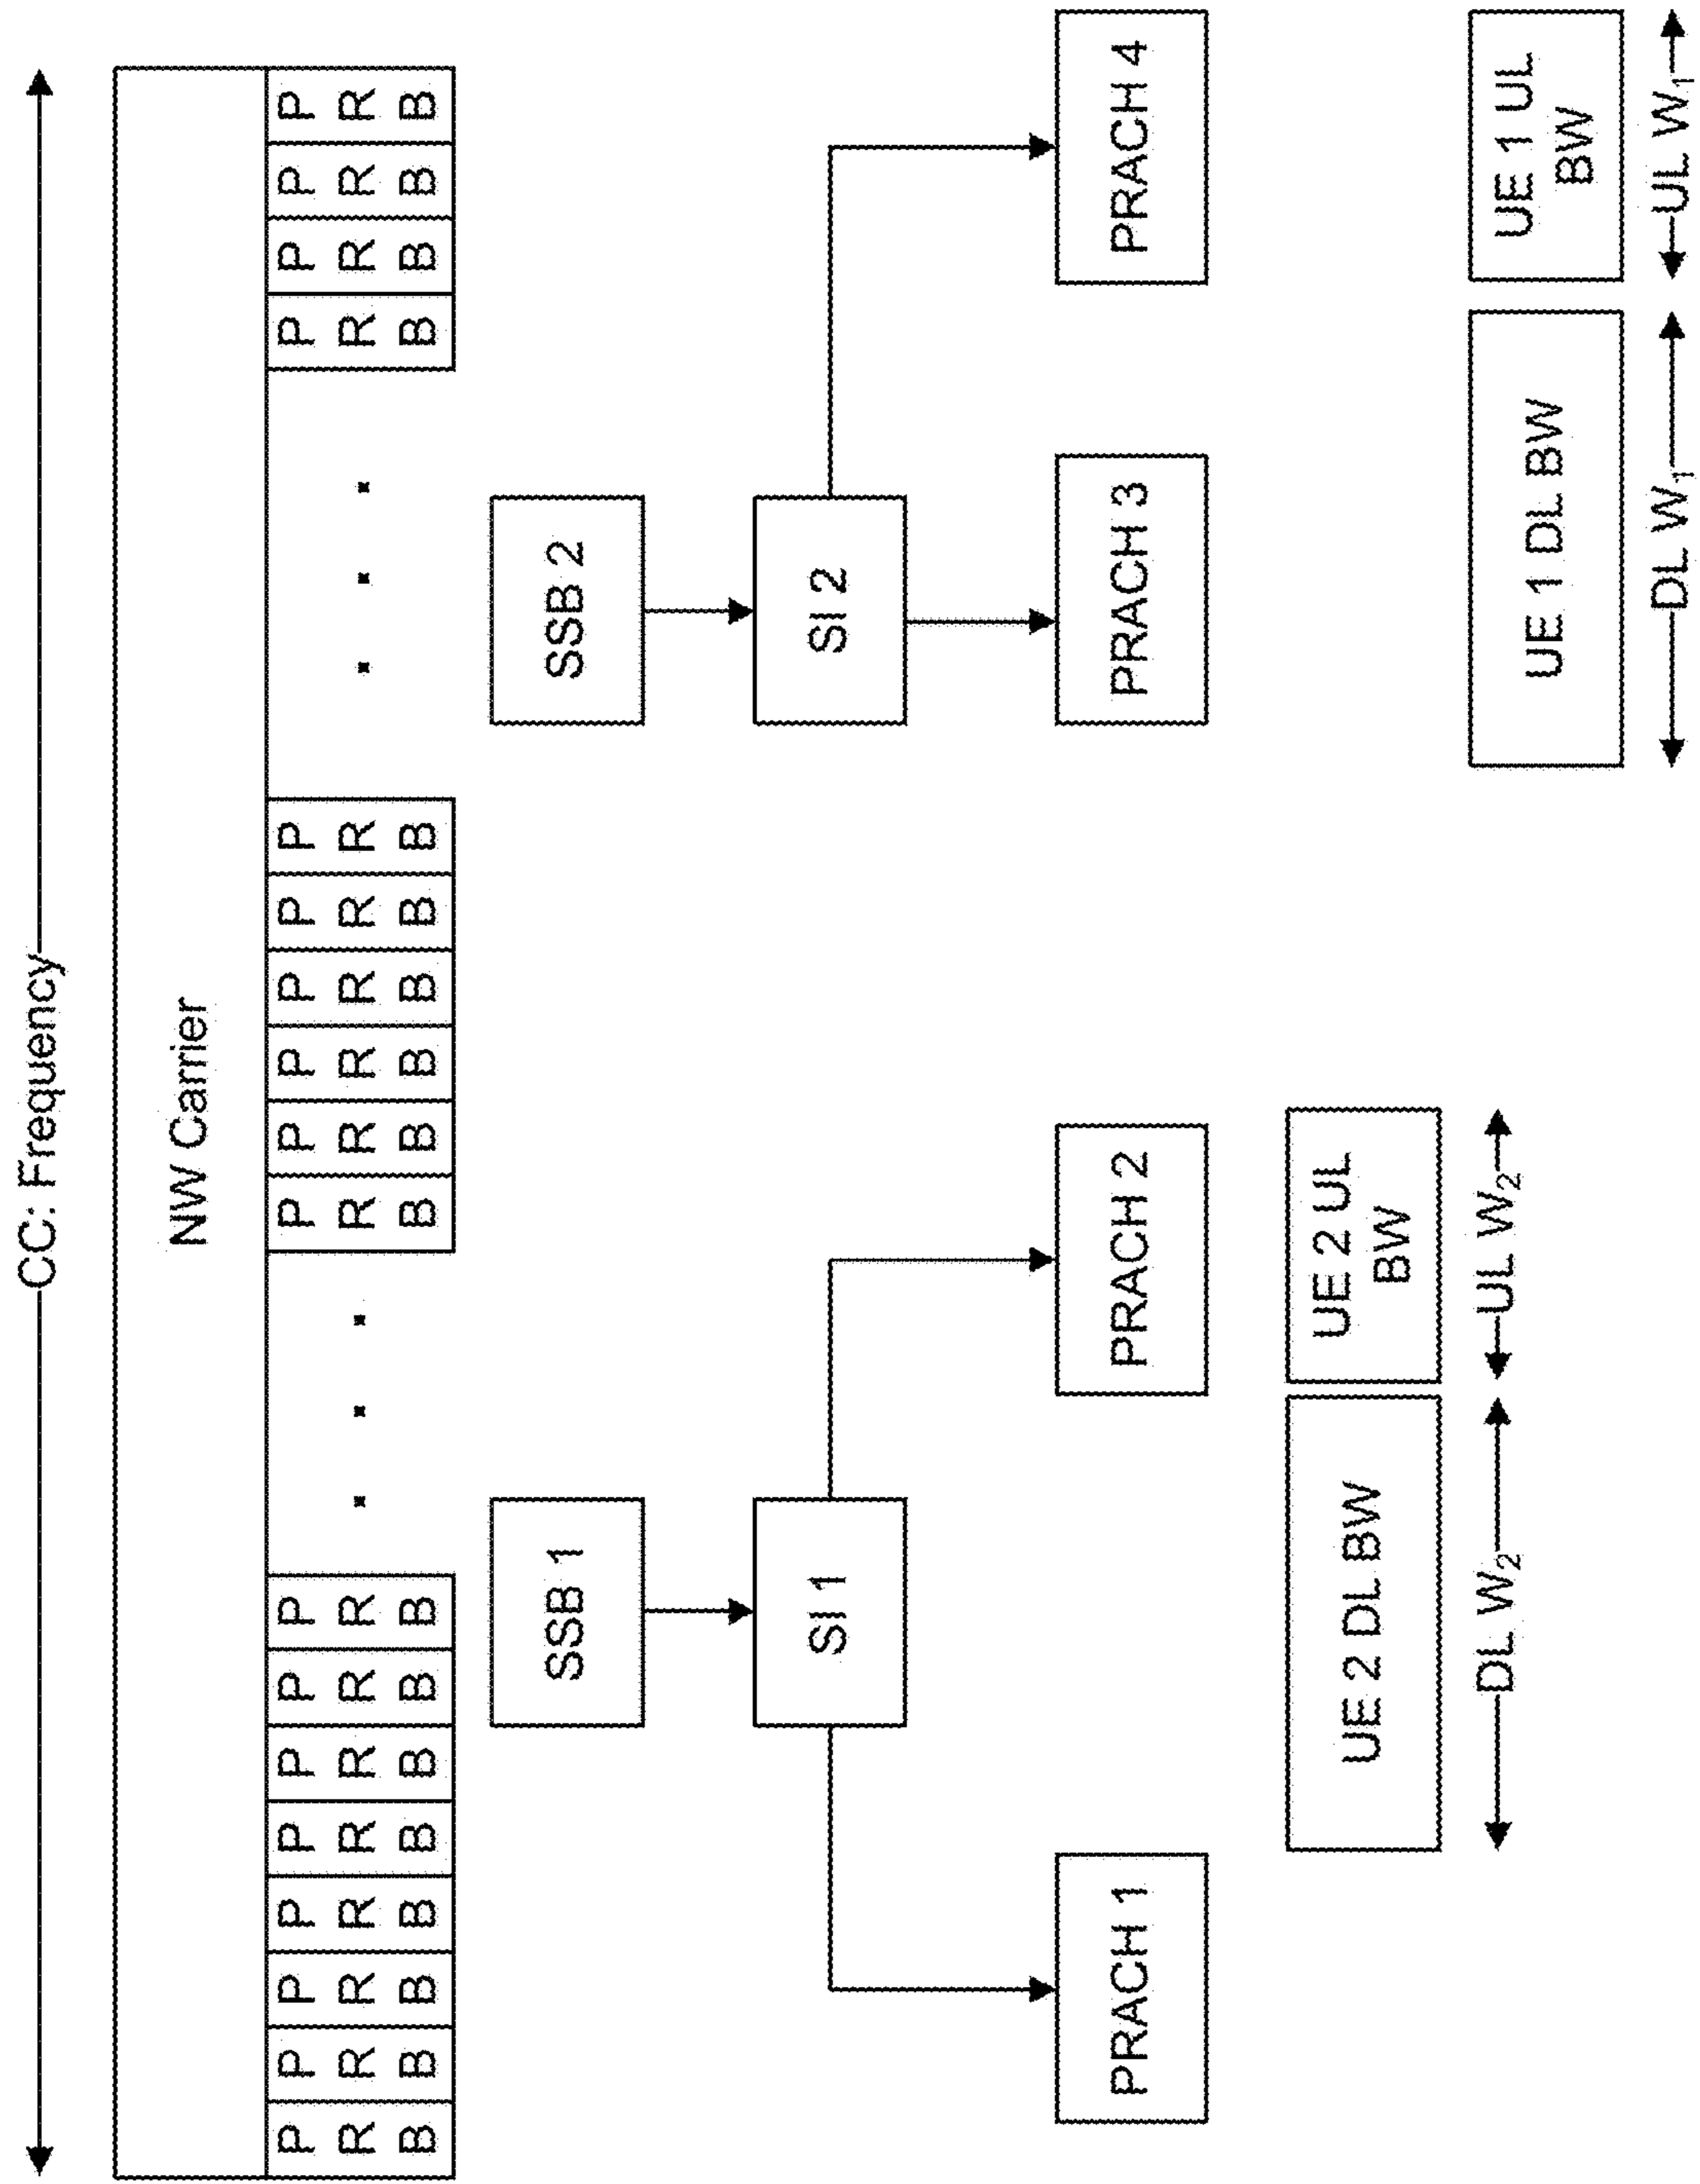 CC: Frequency
NW Carrier
P P P P P P P P P P P P P P P P P P
R R R R R R R R R R R R R R R R R R
B B B B B B B B B B B B B B B B B B
SSB 1 SSB 2
SI 1 SI 2
PRACH 1 PRACH 2 PRACH 3 PRACH 4
UE 2 DL BW
UE 2 UL
BW
DL W₂ UL W₂
UE 1 DL BW
UE 1 UL
BW
DL W₁ UL W₁